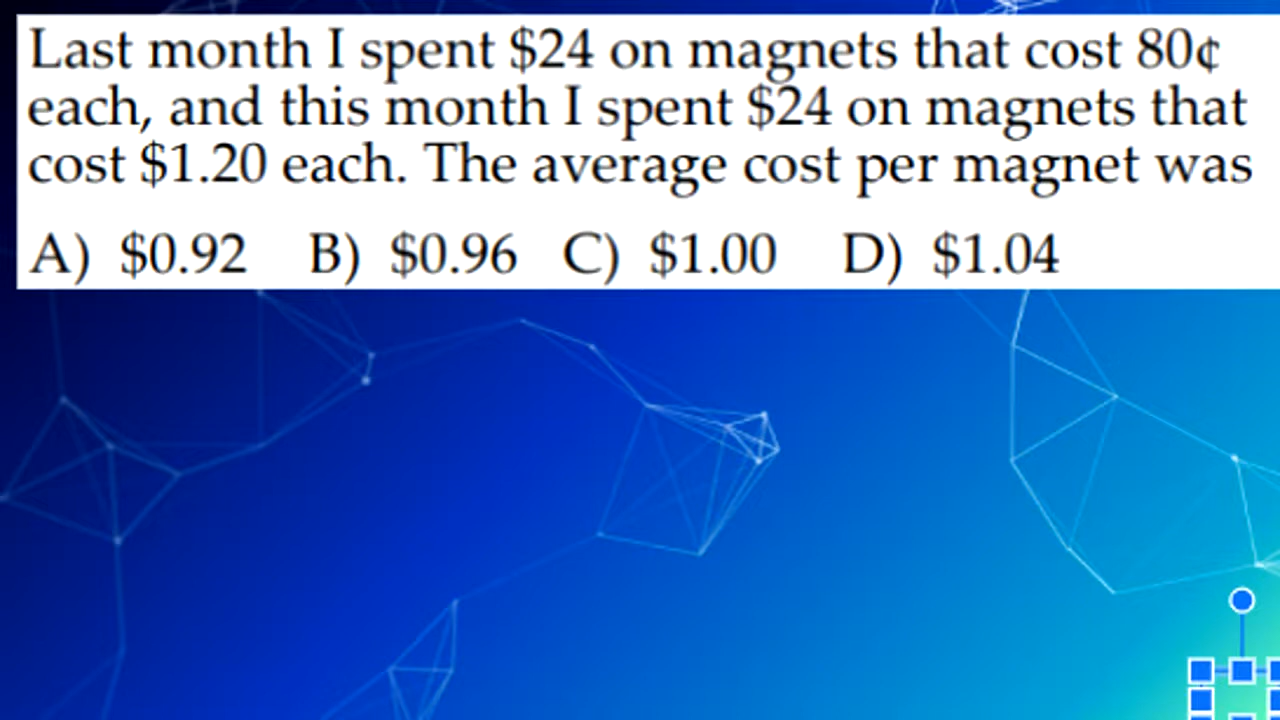 Last month I spent $24 on magnets that cost 80¢
each, and this month I spent $24 on magnets that
cost $1.20 each. The average cost per magnet was
A) $0.92 B) $0.96 C) $1.00 D) $1.04